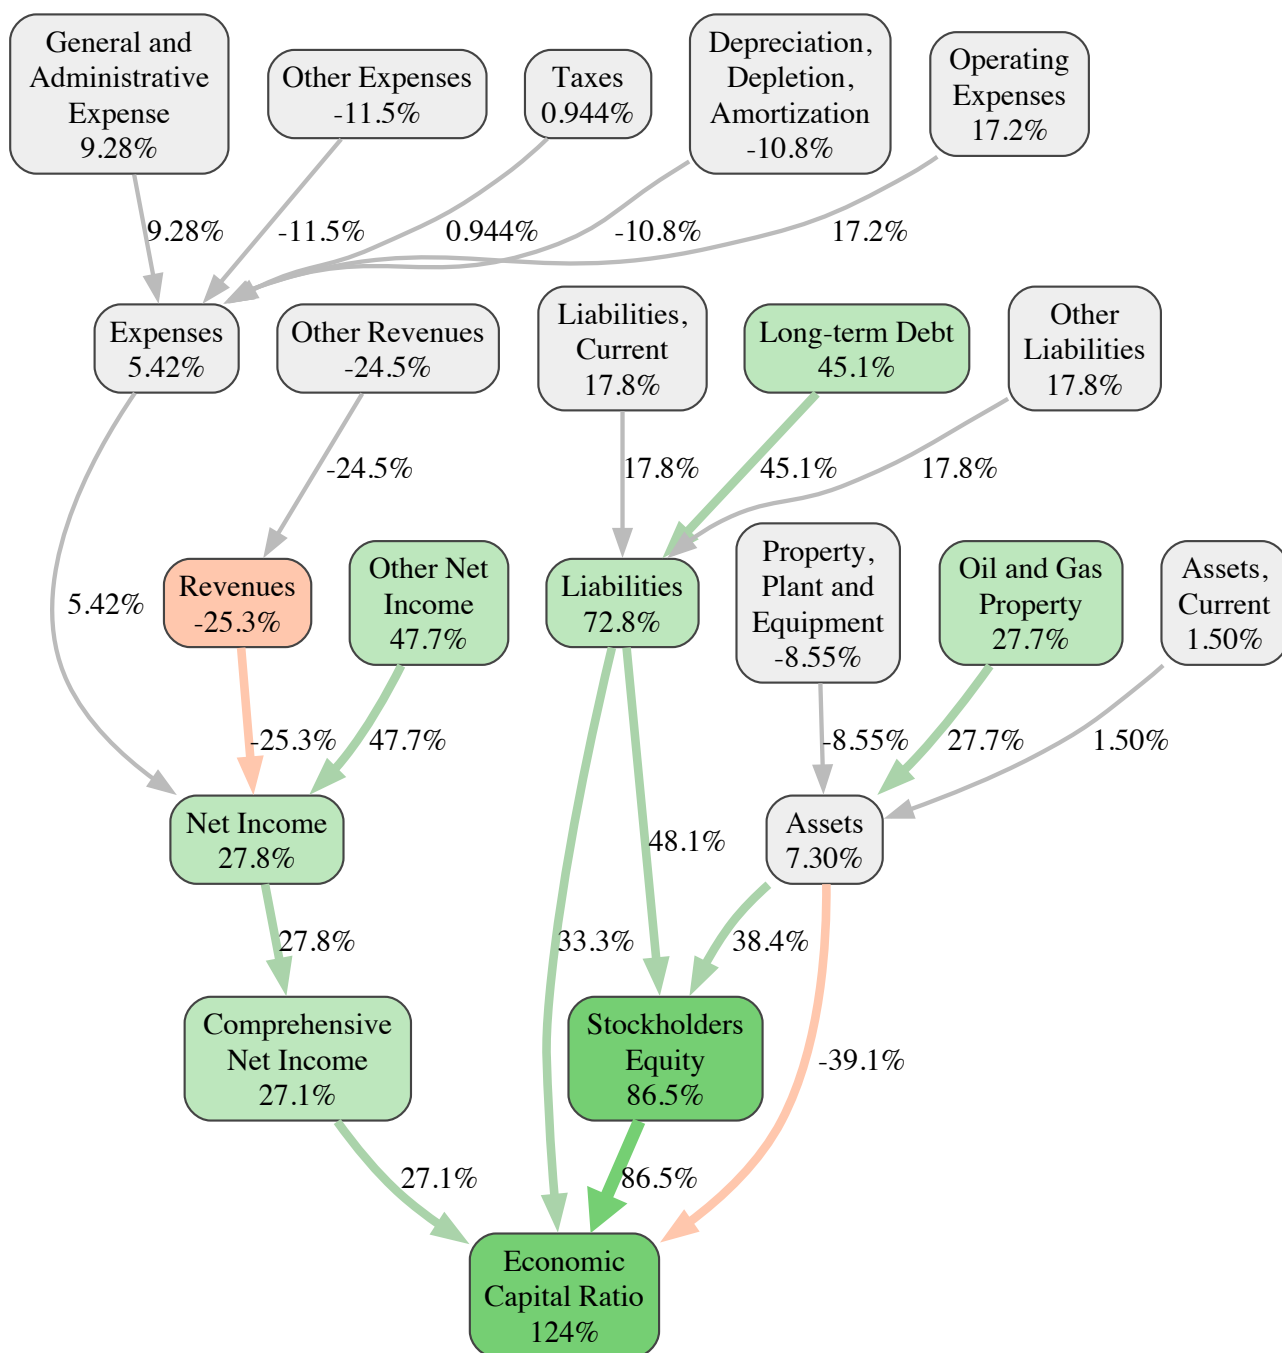 General and
Administrative
Expense
9.28%
Other Expenses
-11.5%
Taxes
0.944%
Depreciation,
Depletion,
Amortization
-10.8%
Operating
Expenses
17.2%
9.28%
-11.5%
0.944%
-10.8%
17.2%
Expenses
5.42%
Other Revenues
-24.5%
Liabilities,
Current
17.8%
Long-term Debt
45.1%
Other
Liabilities
17.8%
-24.5%
17.8%
45.1%
17.8%
Revenues
-25.3%
Other Net
Income
47.7%
Liabilities
72.8%
Property,
Plant and
Equipment
-8.55%
Oil and Gas
Property
27.7%
Assets,
Current
1.50%
5.42%
-25.3%
47.7%
-8.55%
27.7%
1.50%
Net Income
27.8%
48.1%
Assets
7.30%
27.8%
33.3%
38.4%
Comprehensive
Net Income
27.1%
Stockholders
Equity
86.5%
-39.1%
27.1%
86.5%
Economic
Capital Ratio
124%